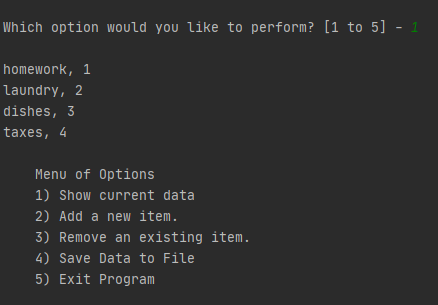 Which option would you like to perform? [1 to 5] - 1
homework, 1
laundry, 2
dishes, 3
taxes, 4
Menu of Options
1) Show current data
2) Add a new item.
3) Remove an existing item.
4) Save Data to File
5) Exit Program